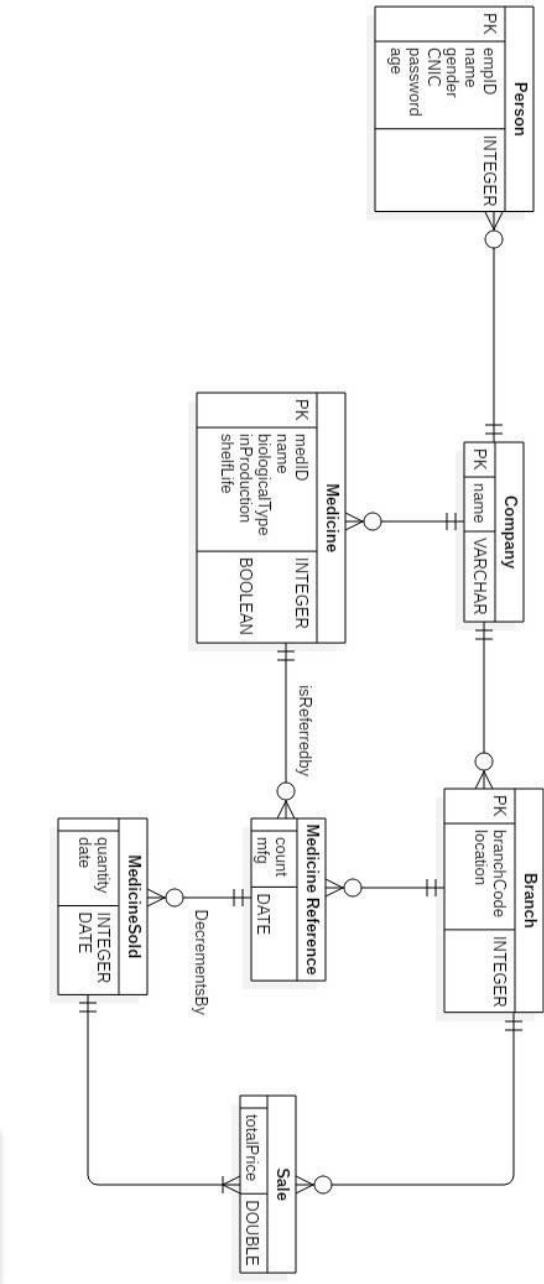 Person
PK empID INTEGER
name
gender
CNIC
password
age
Company
PK name VARCHAR
Branch
PK branchCode INTEGER
location
Medicine
PK medID INTEGER
name
biologicalType
inProduction BOOLEAN
shelfLife
isReferredby
Medicine Reference
count
mfg DATE
DecrementsBy
MedicineSold
quantity INTEGER
date DATE
Sale
totalPrice DOUBLE